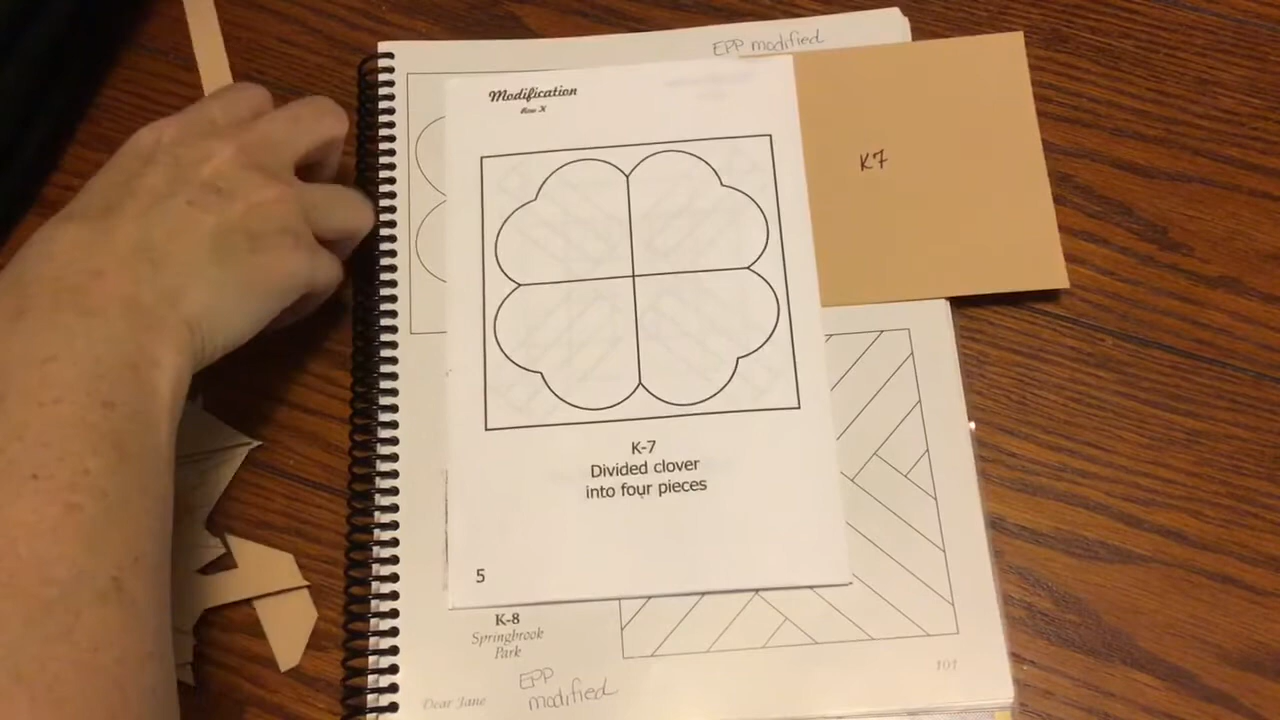 EPP modified
Modification
Row K
K7
K-7
Divided clover
into four pieces
5
K-8
Springbrook
Park
EPP
modified
101
Dear Jane